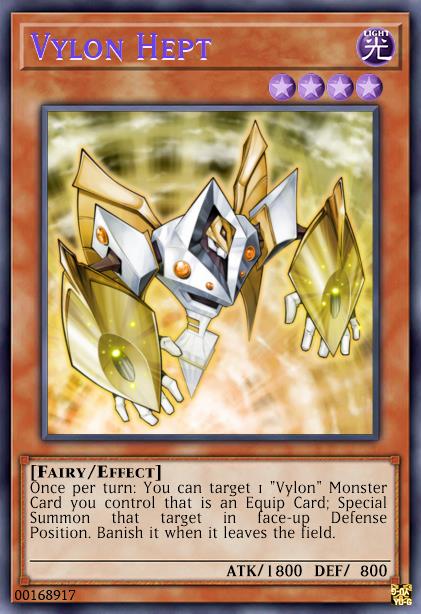 Vylon Hept
LIGHT
光
[Fairy/Effect]
Once per turn: You can target 1 "Vylon" Monster
Card you control that is an Equip Card; Special
Summon that target in face-up Defense
Position. Banish it when it leaves the field.
ATK/1800 DEF/ 800
00168917